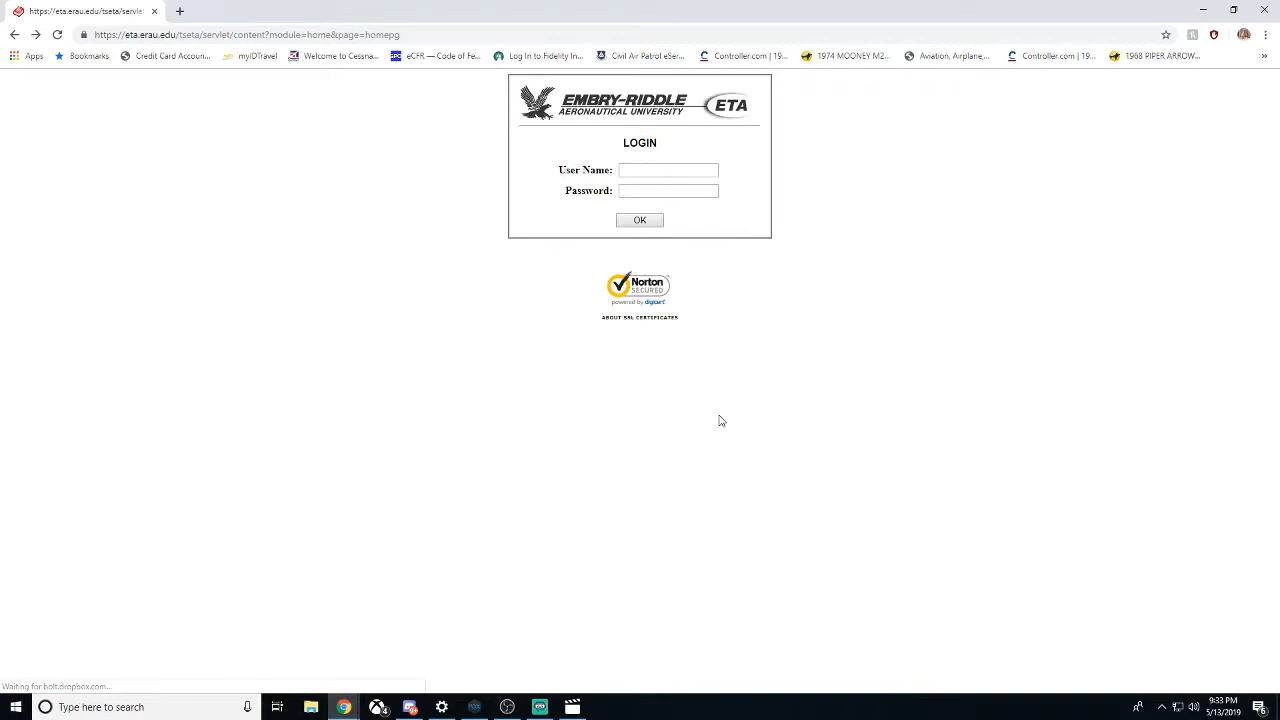 https://eta.erau.edu/tseta/servlet
https://eta.erau.edu/tseta/servlet/content?module=home&page=homepg
Apps Bookmarks Credit Card Accoun... myIDTravel Welcome to Cessna... eCFR — Code of Fe... Log In to Fidelity In... Civil Air Patrol eSer... Controller.com | 19... 1974 MOONEY M2... Aviation, Airplane,... Controller.com | 19... 1968 PIPER ARROW... »
EMBRY-RIDDLE
AERONAUTICAL UNIVERSITY
ETA
LOGIN
User Name:
Password:
OK
Norton
SECURED
powered by digicert
ABOUT SSL CERTIFICATES
Waiting for bolt.dropbox.com...
Type here to search
9:33 PM
5/13/2019